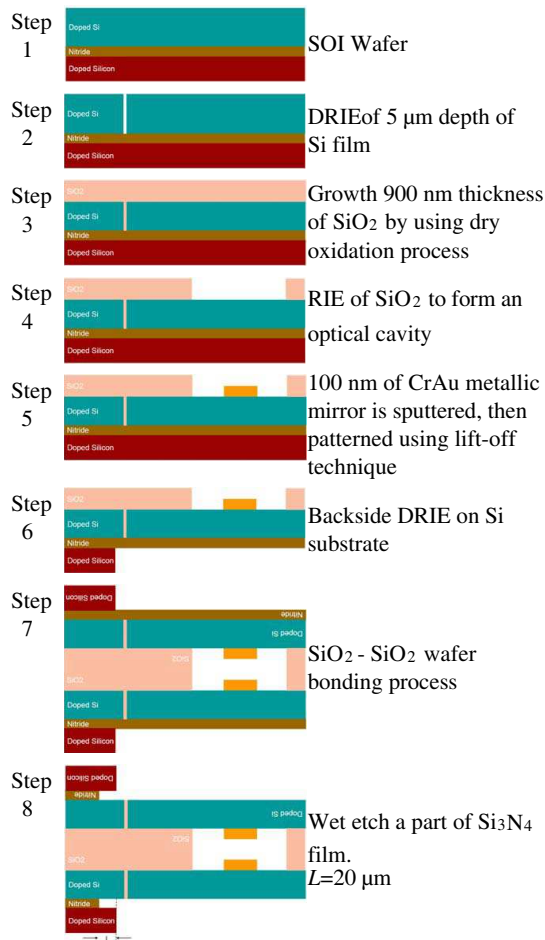 Step
1
Doped Si
Nitride
Doped Silicon
SOI Wafer
Step
2
Doped Si
Nitride
Doped Silicon
DRIEof 5 µm depth of
Si film
Step
3
SiO2
Doped Si
Nitride
Doped Silicon
Growth 900 nm thickness
of SiO2 by using dry
oxidation process
Step
4
SiO2
Doped Si
Nitride
Doped Silicon
RIE of SiO2 to form an
optical cavity
Step
5
SiO2
Doped Si
Nitride
Doped Silicon
100 nm of CrAu metallic
mirror is sputtered, then
patterned using lift-off
technique
Step
6
SiO2
Doped Si
Nitride
Doped Silicon
Backside DRIE on Si
substrate
Step
7
Doped Silicon
Nitride
Doped Si
SiO2
SiO2
Doped Si
Nitride
Doped Silicon
SiO2 - SiO2 wafer
bonding process
Step
8
Doped Silicon
Nitride
Doped Si
SiO2
SiO2
Doped Si
Nitride
Doped Silicon
L
Wet etch a part of Si3N4
film.
L=20 µm